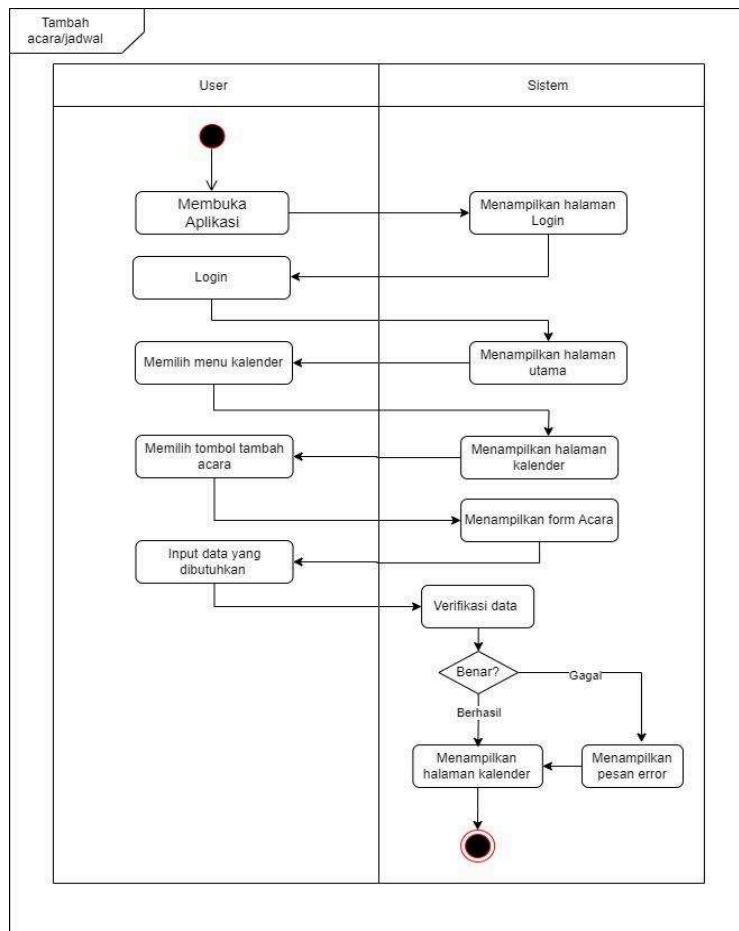 Tambah
acara/jadwal
User
Sistem
Membuka
Aplikasi
Menampilkan halaman
Login
Login
Menampilkan halaman
utama
Memilih menu kalender
Menampilkan halaman
kalender
Memilih tombol tambah
acara
Menampilkan form Acara
Input data yang
dibutuhkan
Verifikasi data
Benar?
Gagal
Berhasil
Menampilkan
halaman kalender
Menampilkan
pesan error